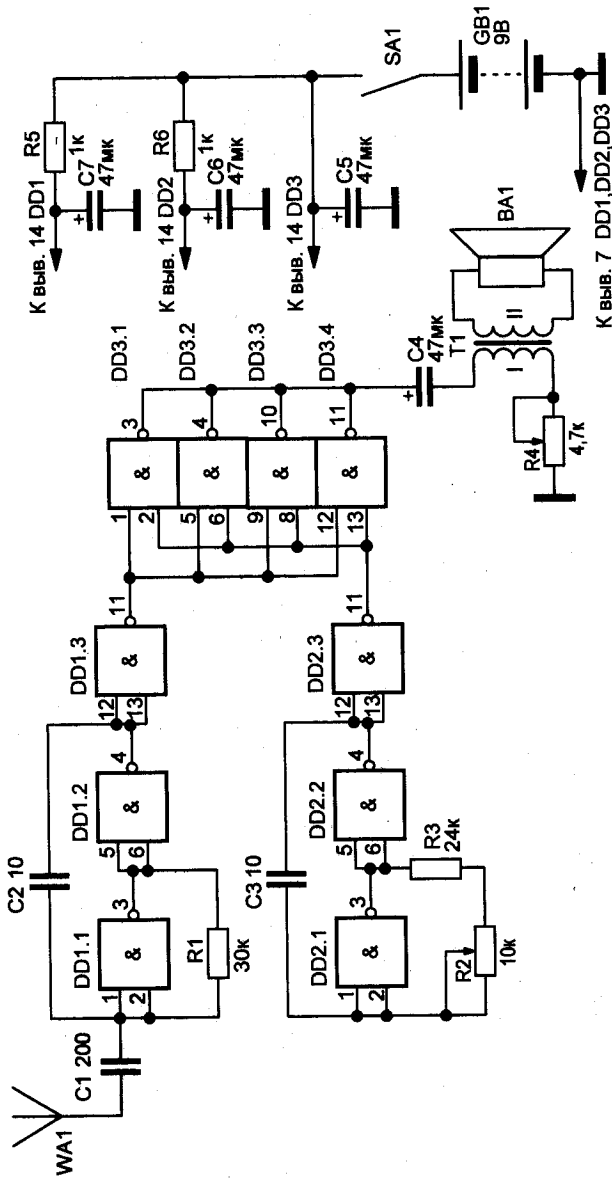 WA1
C1 200
C2 10
DD1.1
&
1
2
3
R1
30к
DD1.2
&
5
6
4
DD1.3
&
12
13
11
C3 10
DD2.1
&
1
2
3
R2
10к
R3
24к
DD2.2
&
5
6
4
DD2.3
&
12
13
11
DD3.1
DD3.2
DD3.3
DD3.4
1
2
5
6
9
8
12
13
&
&
&
&
3
4
10
11
C4
47мк
+
T1
I
II
R4
4,7к
BA1
R5
1к
К выв. 14 DD1
+
C7
47мк
R6
1к
К выв. 14 DD2
+
C6
47мк
К выв. 14 DD3
+
C5
47мк
SA1
GB1
9В
К выв. 7 DD1,DD2,DD3